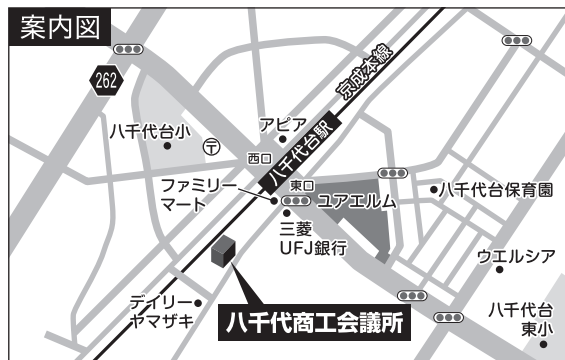 案内図
262
京成本線
八千代台小
〒
アピア
西口
八千代台駅
東口
ファミリー
マート
ユアエルム
八千代台保育園
三菱
UFJ銀行
ウエルシア
デイリー
ヤマザキ
八千代商工会議所
八千代台
東小